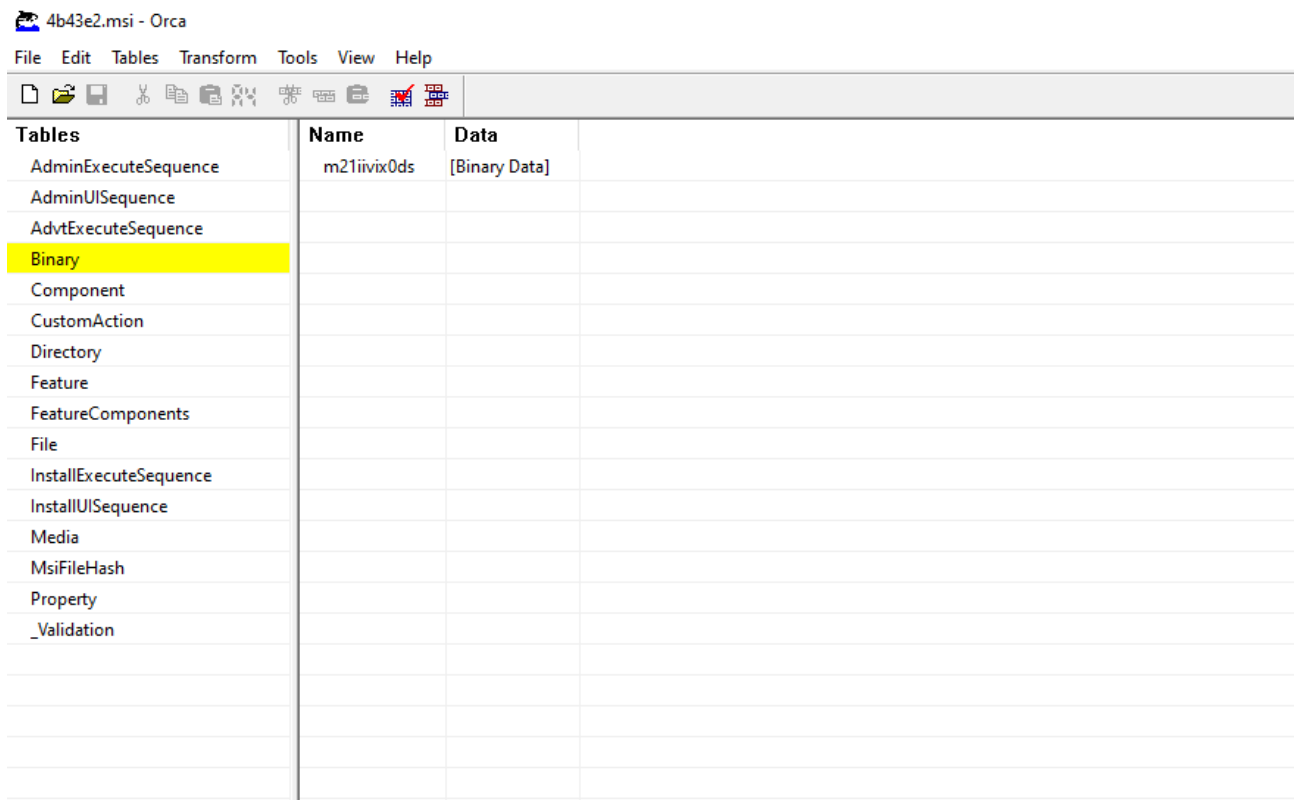 4b43e2.msi - Orca
File Edit Tables Transform Tools View Help
Tables Name Data
AdminExecuteSequence m21iivix0ds [Binary Data]
AdminUISequence
AdvtExecuteSequence
Binary
Component
CustomAction
Directory
Feature
FeatureComponents
File
InstallExecuteSequence
InstallUISequence
Media
MsiFileHash
Property
_Validation